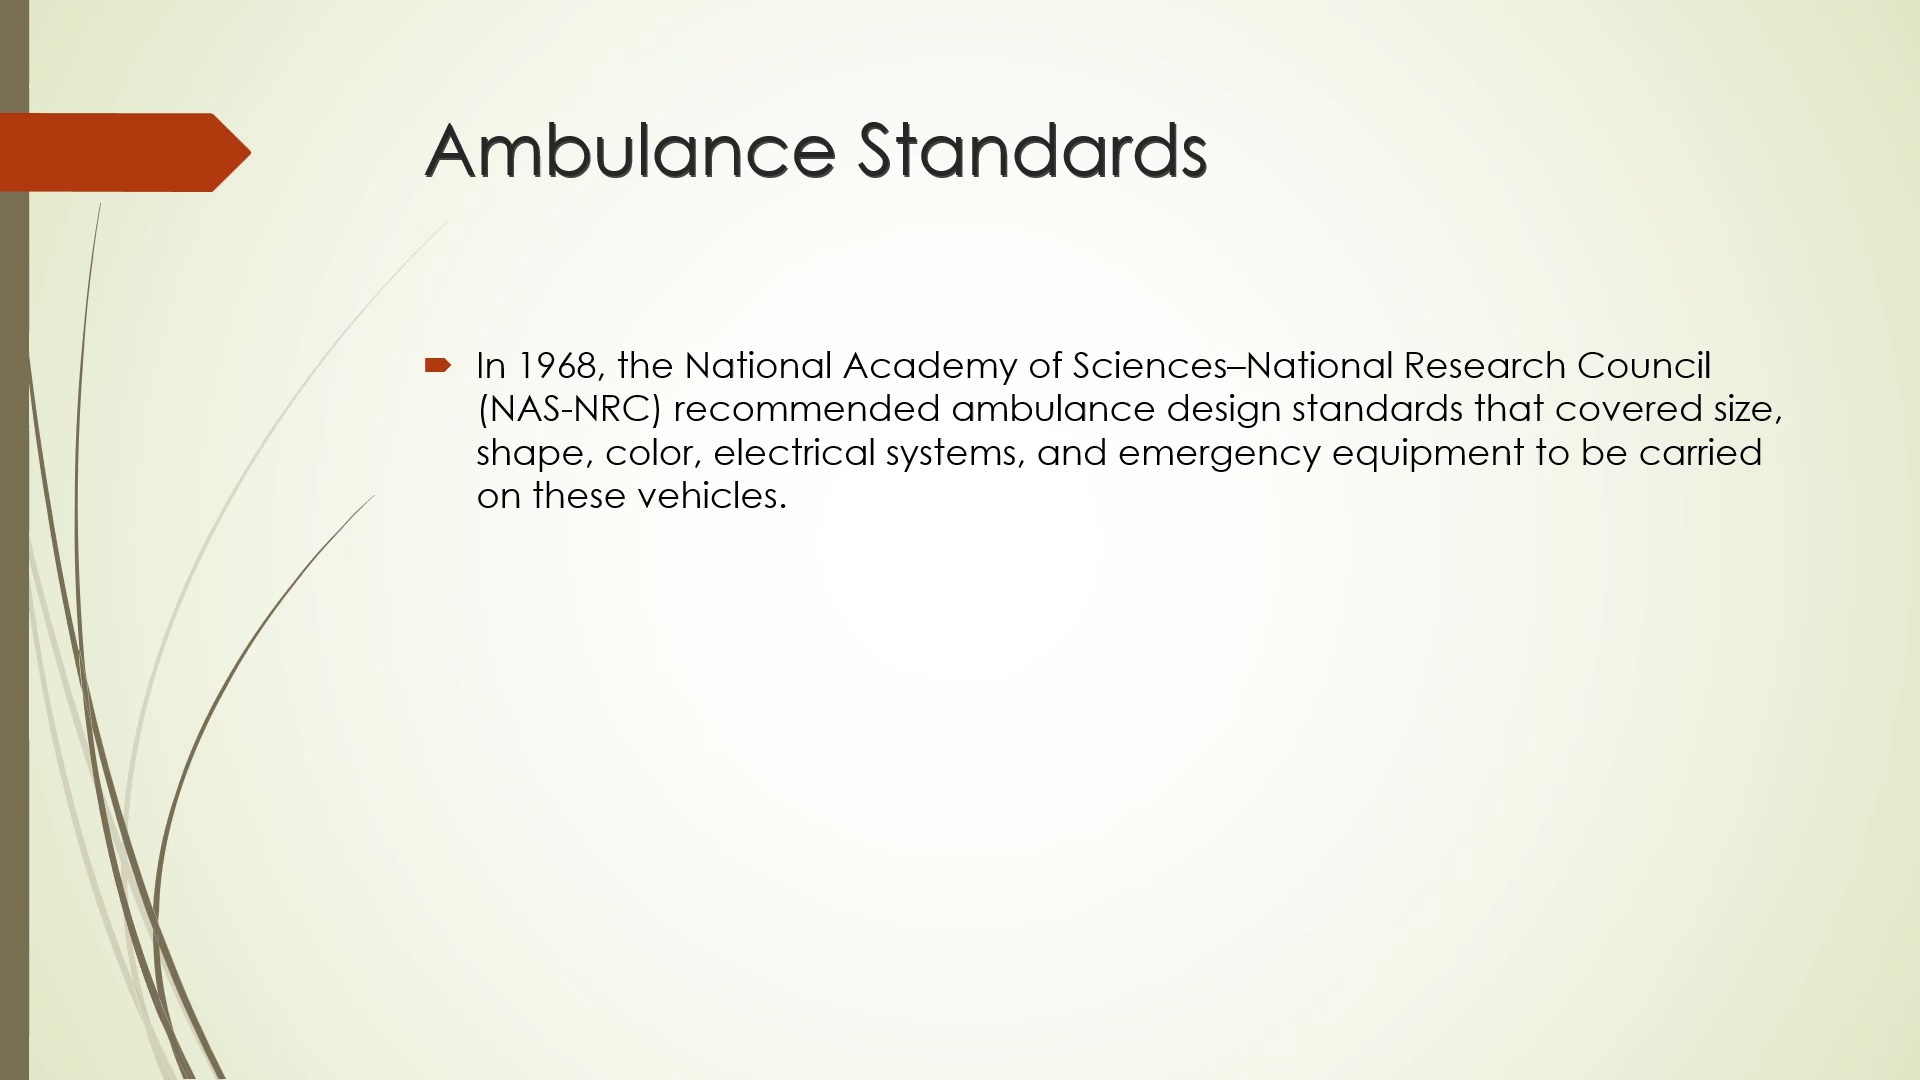 Ambulance Standards
In 1968, the National Academy of Sciences–National Research Council
(NAS-NRC) recommended ambulance design standards that covered size,
shape, color, electrical systems, and emergency equipment to be carried
on these vehicles.